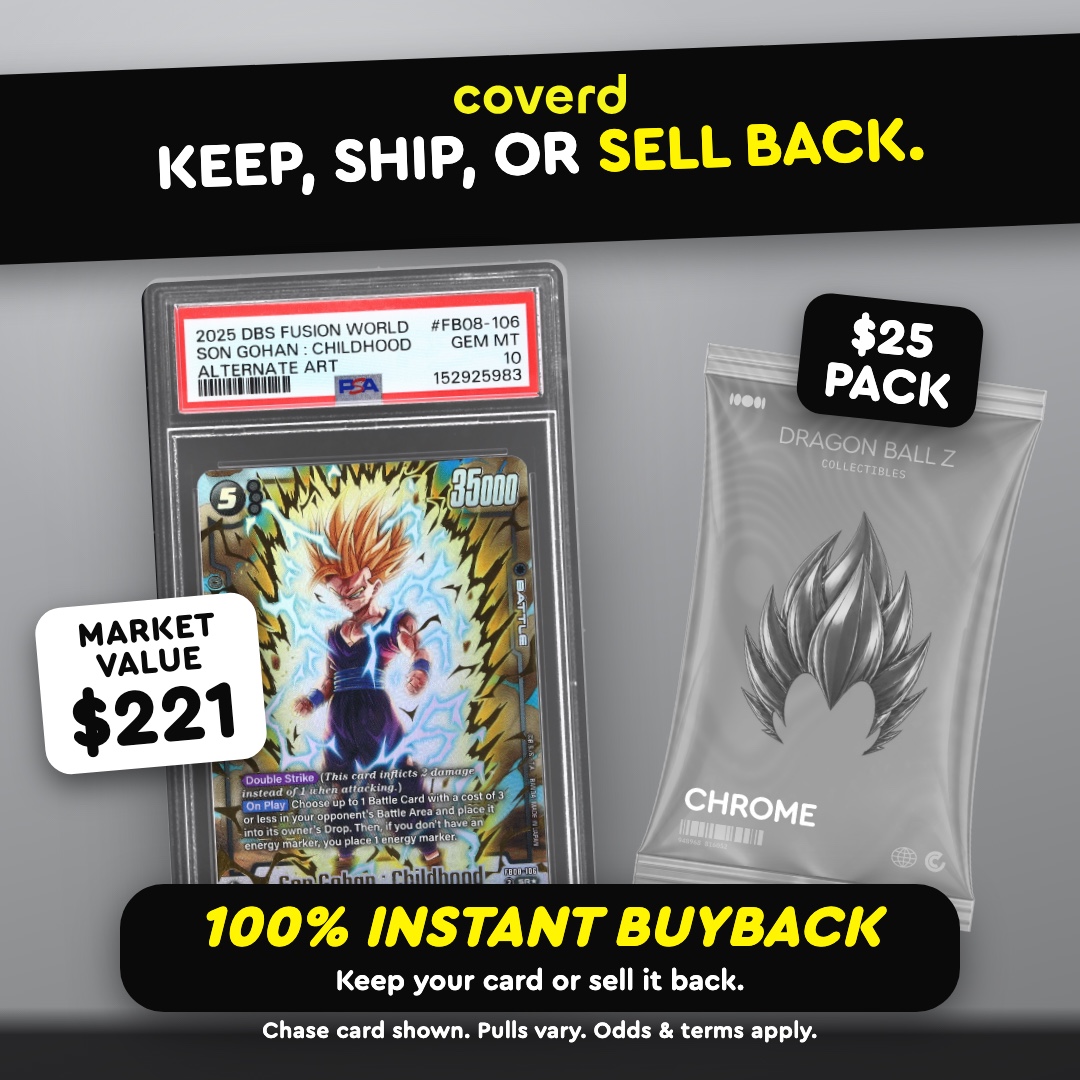 coverd
KEEP, SHIP, OR SELL BACK.
2025 DBS FUSION WORLD #FB08-106
SON GOHAN : CHILDHOOD GEM MT
ALTERNATE ART 10
PSA 152925983
$25
PACK
DRAGON BALL Z
COLLECTIBLES
5
35000
BATTLE
MARKET
VALUE
$221
Double Strike (This card inflicts 2 damage
instead of 1 when attacking.)
On Play Choose up to 1 Battle Card with a cost of 3
or less in your opponent's Battle Area and place it
into its owner's Drop. Then, if you don't have an
energy marker, you place 1 energy marker.
Son Gohan : Childhood
FB08-106
CHROME
100% INSTANT BUYBACK
Keep your card or sell it back.
Chase card shown. Pulls vary. Odds & terms apply.